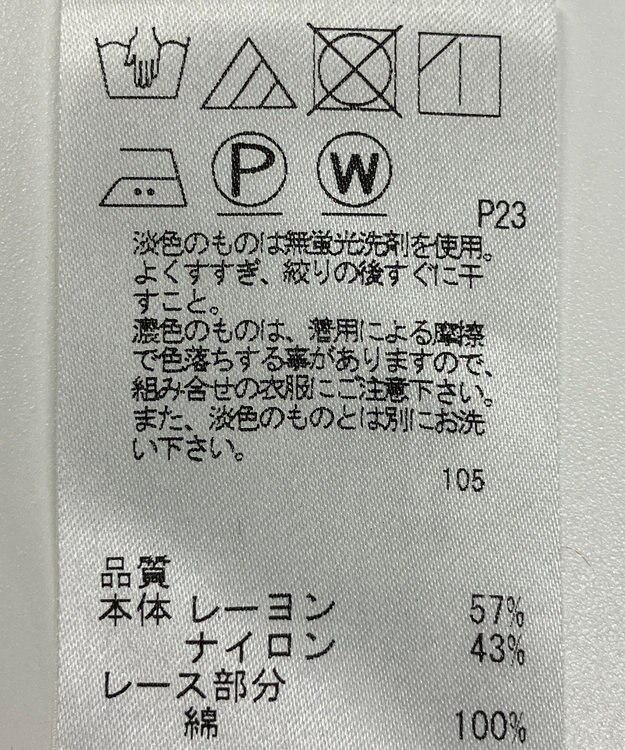 P W
P23
淡色のものは無蛍光洗剤を使用。
よくすすぎ、絞りの後すぐに干
すこと。
濃色のものは、着用による摩擦
で色落ちする事がありますので、
組み合せの衣服にご注意下さい。
また、淡色のものとは別にお洗
い下さい。
105
品質
本体 レーヨン 57%
ナイロン 43%
レース部分
綿 100%